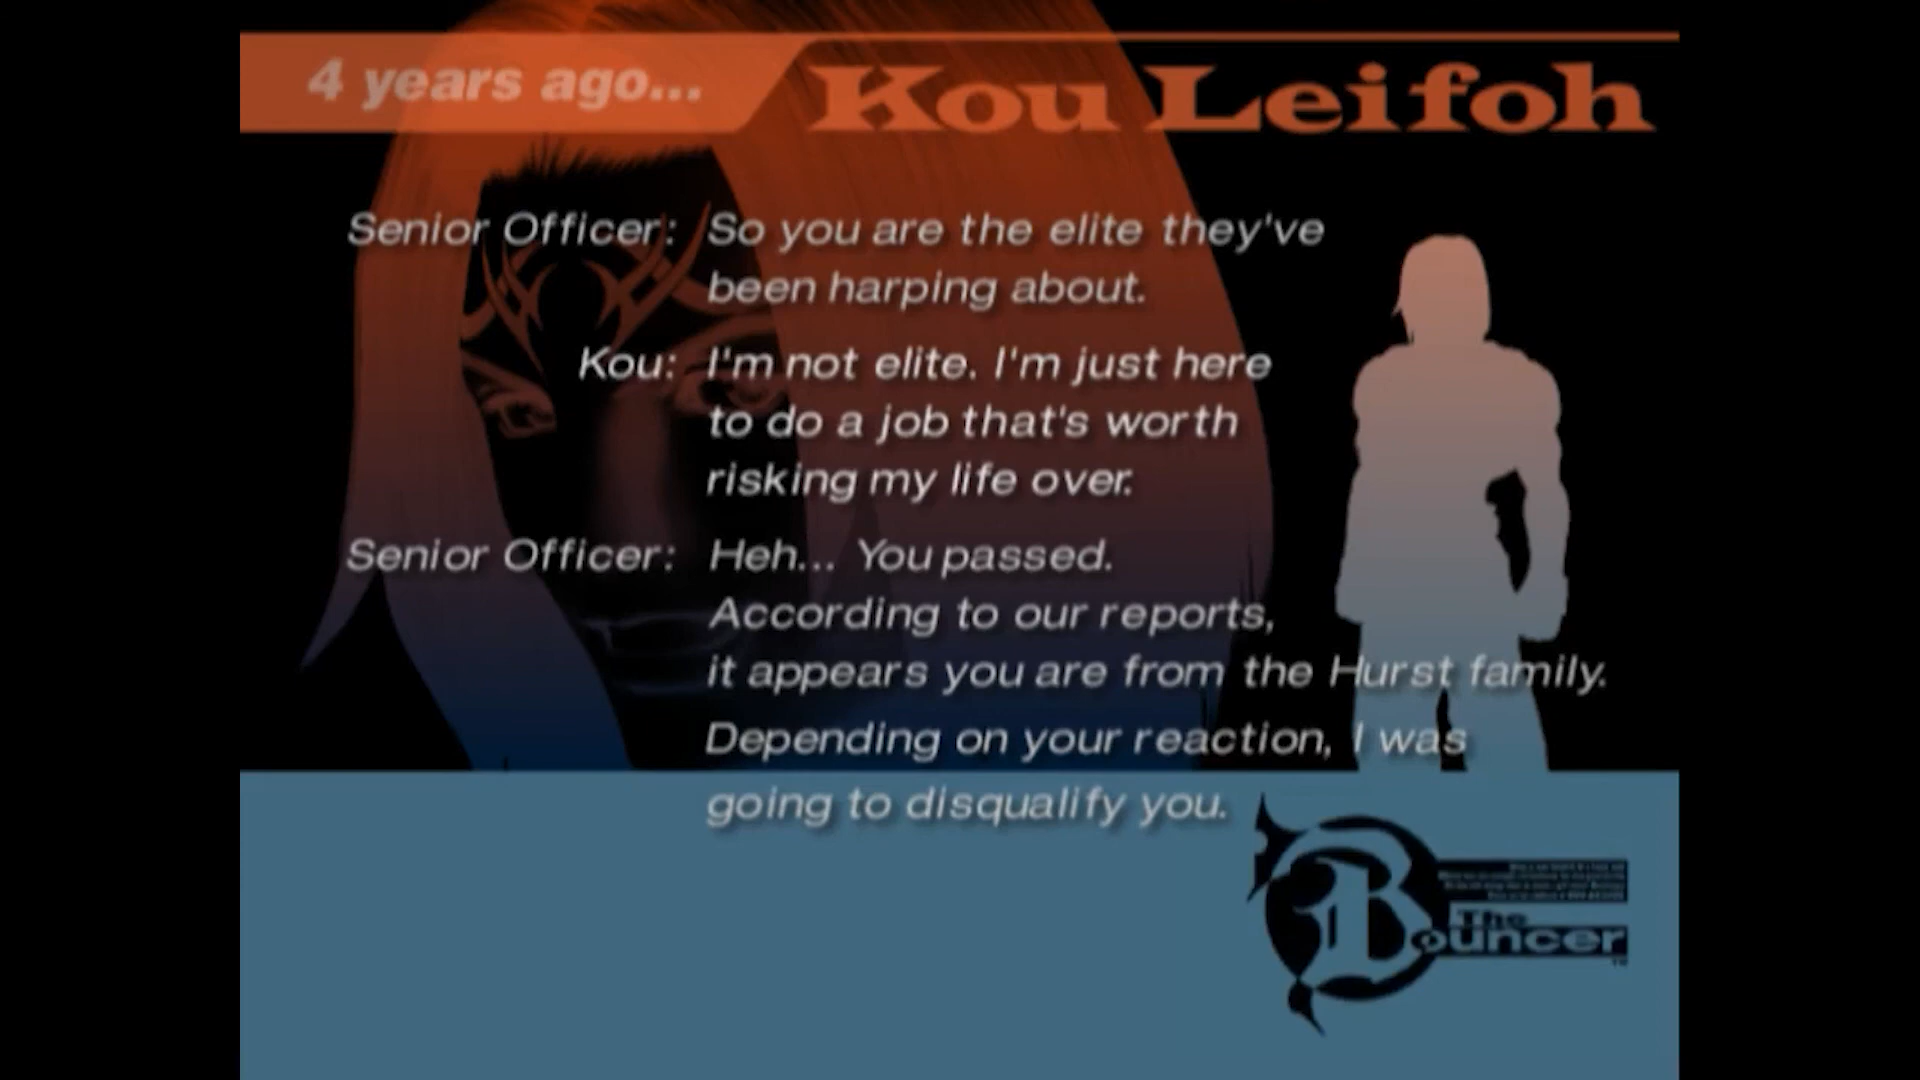 4 years ago... Kou Leifoh
Senior Officer: So you are the elite they've
been harping about.
Kou: I'm not elite. I'm just here
to do a job that's worth
risking my life over.
Senior Officer: Heh... You passed.
According to our reports,
it appears you are from the Hurst family.
Depending on your reaction, I was
going to disqualify you.
The
Bouncer